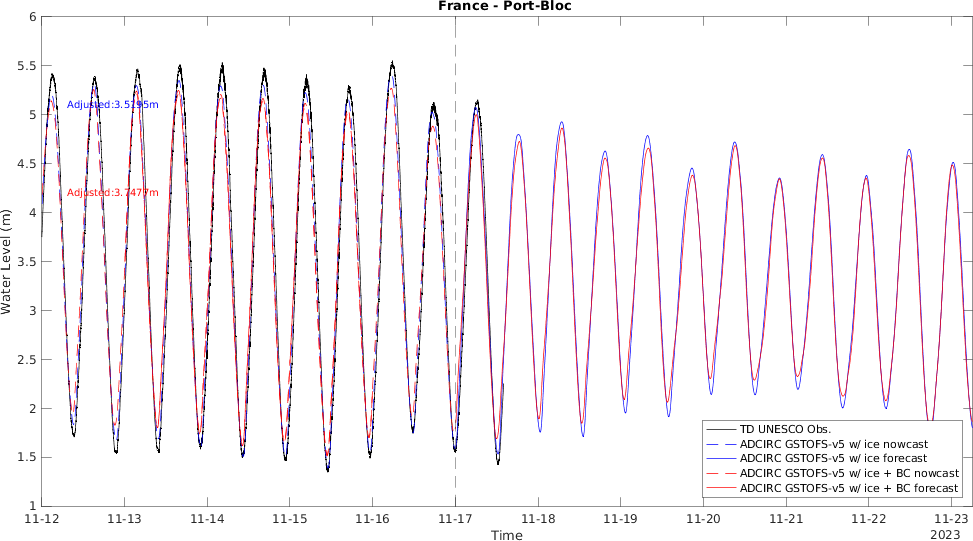 France - Port-Bloc
6
5.5
5
4.5
4
3.5
3
2.5
2
1.5
1
Water Level (m)
Adjusted:3.5195m
Adjusted:3.7477m
TD UNESCO Obs.
ADCIRC GSTOFS-v5 w/ ice nowcast
ADCIRC GSTOFS-v5 w/ ice forecast
ADCIRC GSTOFS-v5 w/ ice + BC nowcast
ADCIRC GSTOFS-v5 w/ ice + BC forecast
11-12 11-13 11-14 11-15 11-16 11-17 11-18 11-19 11-20 11-21 11-22 11-23
Time
2023